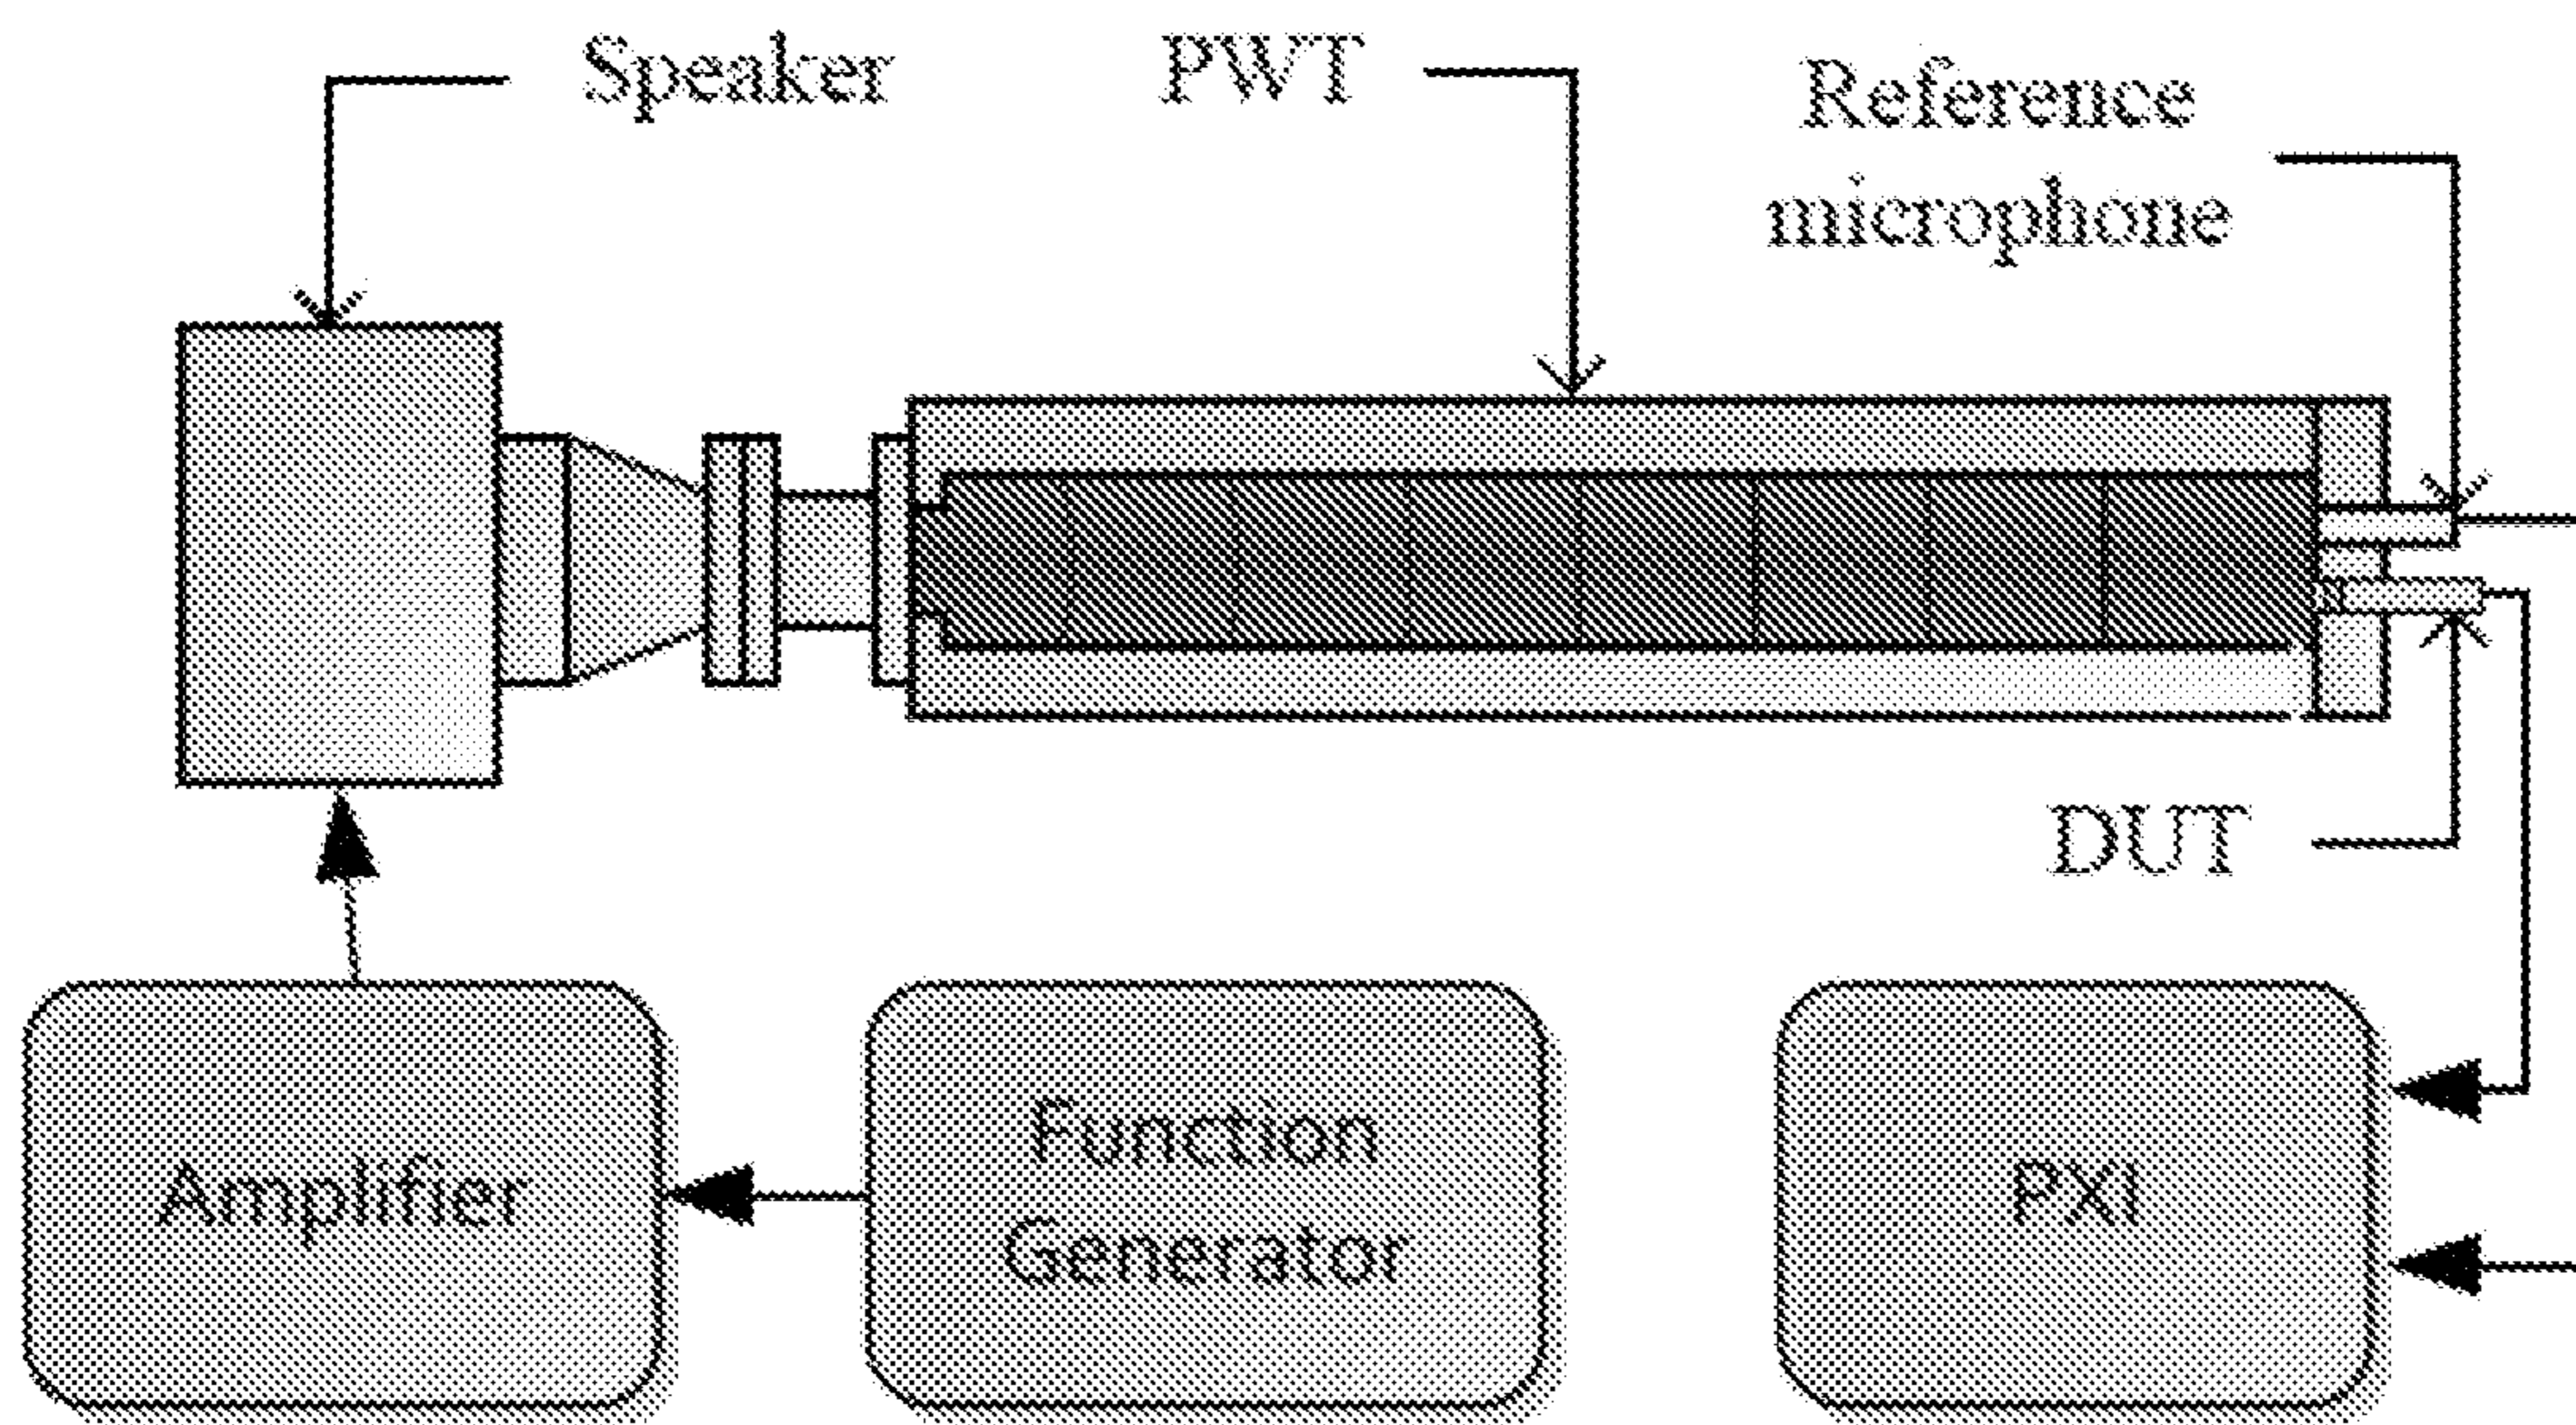 Speaker
PWT
Reference
microphone
DUT
Amplifier
Function
Generator
PXI